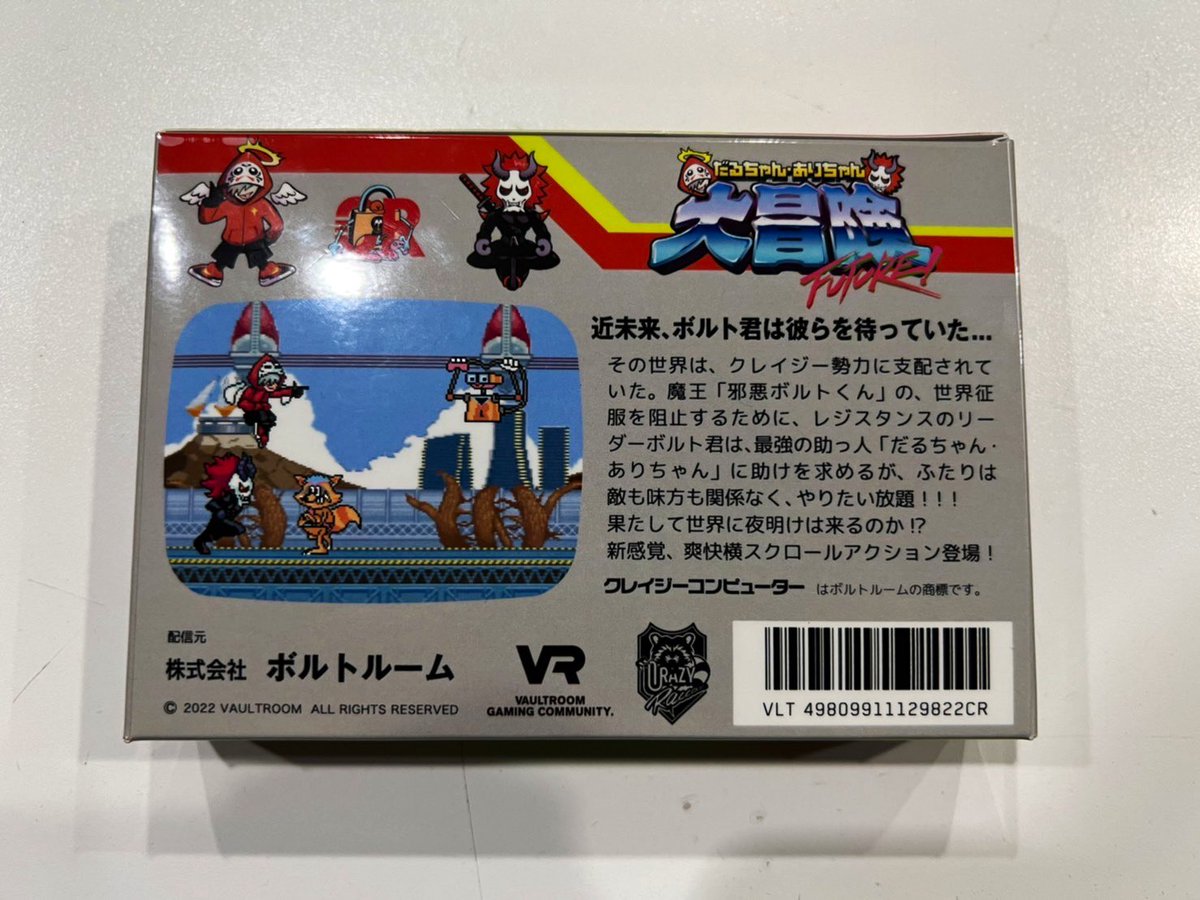 だるちゃん・ありちゃん
大冒険
FUTURE!
CR
近未来、ボルト君は彼らを待っていた...
その世界は、クレイジー勢力に支配されて
いた。魔王「邪悪ボルトくん」の、世界征
服を阻止するために、レジスタンスのリー
ダーボルト君は、最強の助っ人「だるちゃん・
ありちゃん」に助けを求めるが、ふたりは
敵も味方も関係なく、やりたい放題!!!
果たして世界に夜明けは来るのか!?
新感覚、爽快横スクロールアクション登場!
クレイジーコンピューター はボルトルームの商標です。
配信元
株式会社 ボルトルーム
© 2022 VAULTROOM ALL RIGHTS RESERVED
VR
VAULTROOM
GAMING COMMUNITY.
CRAZY
Raccoon
VLT 49809911129822CR